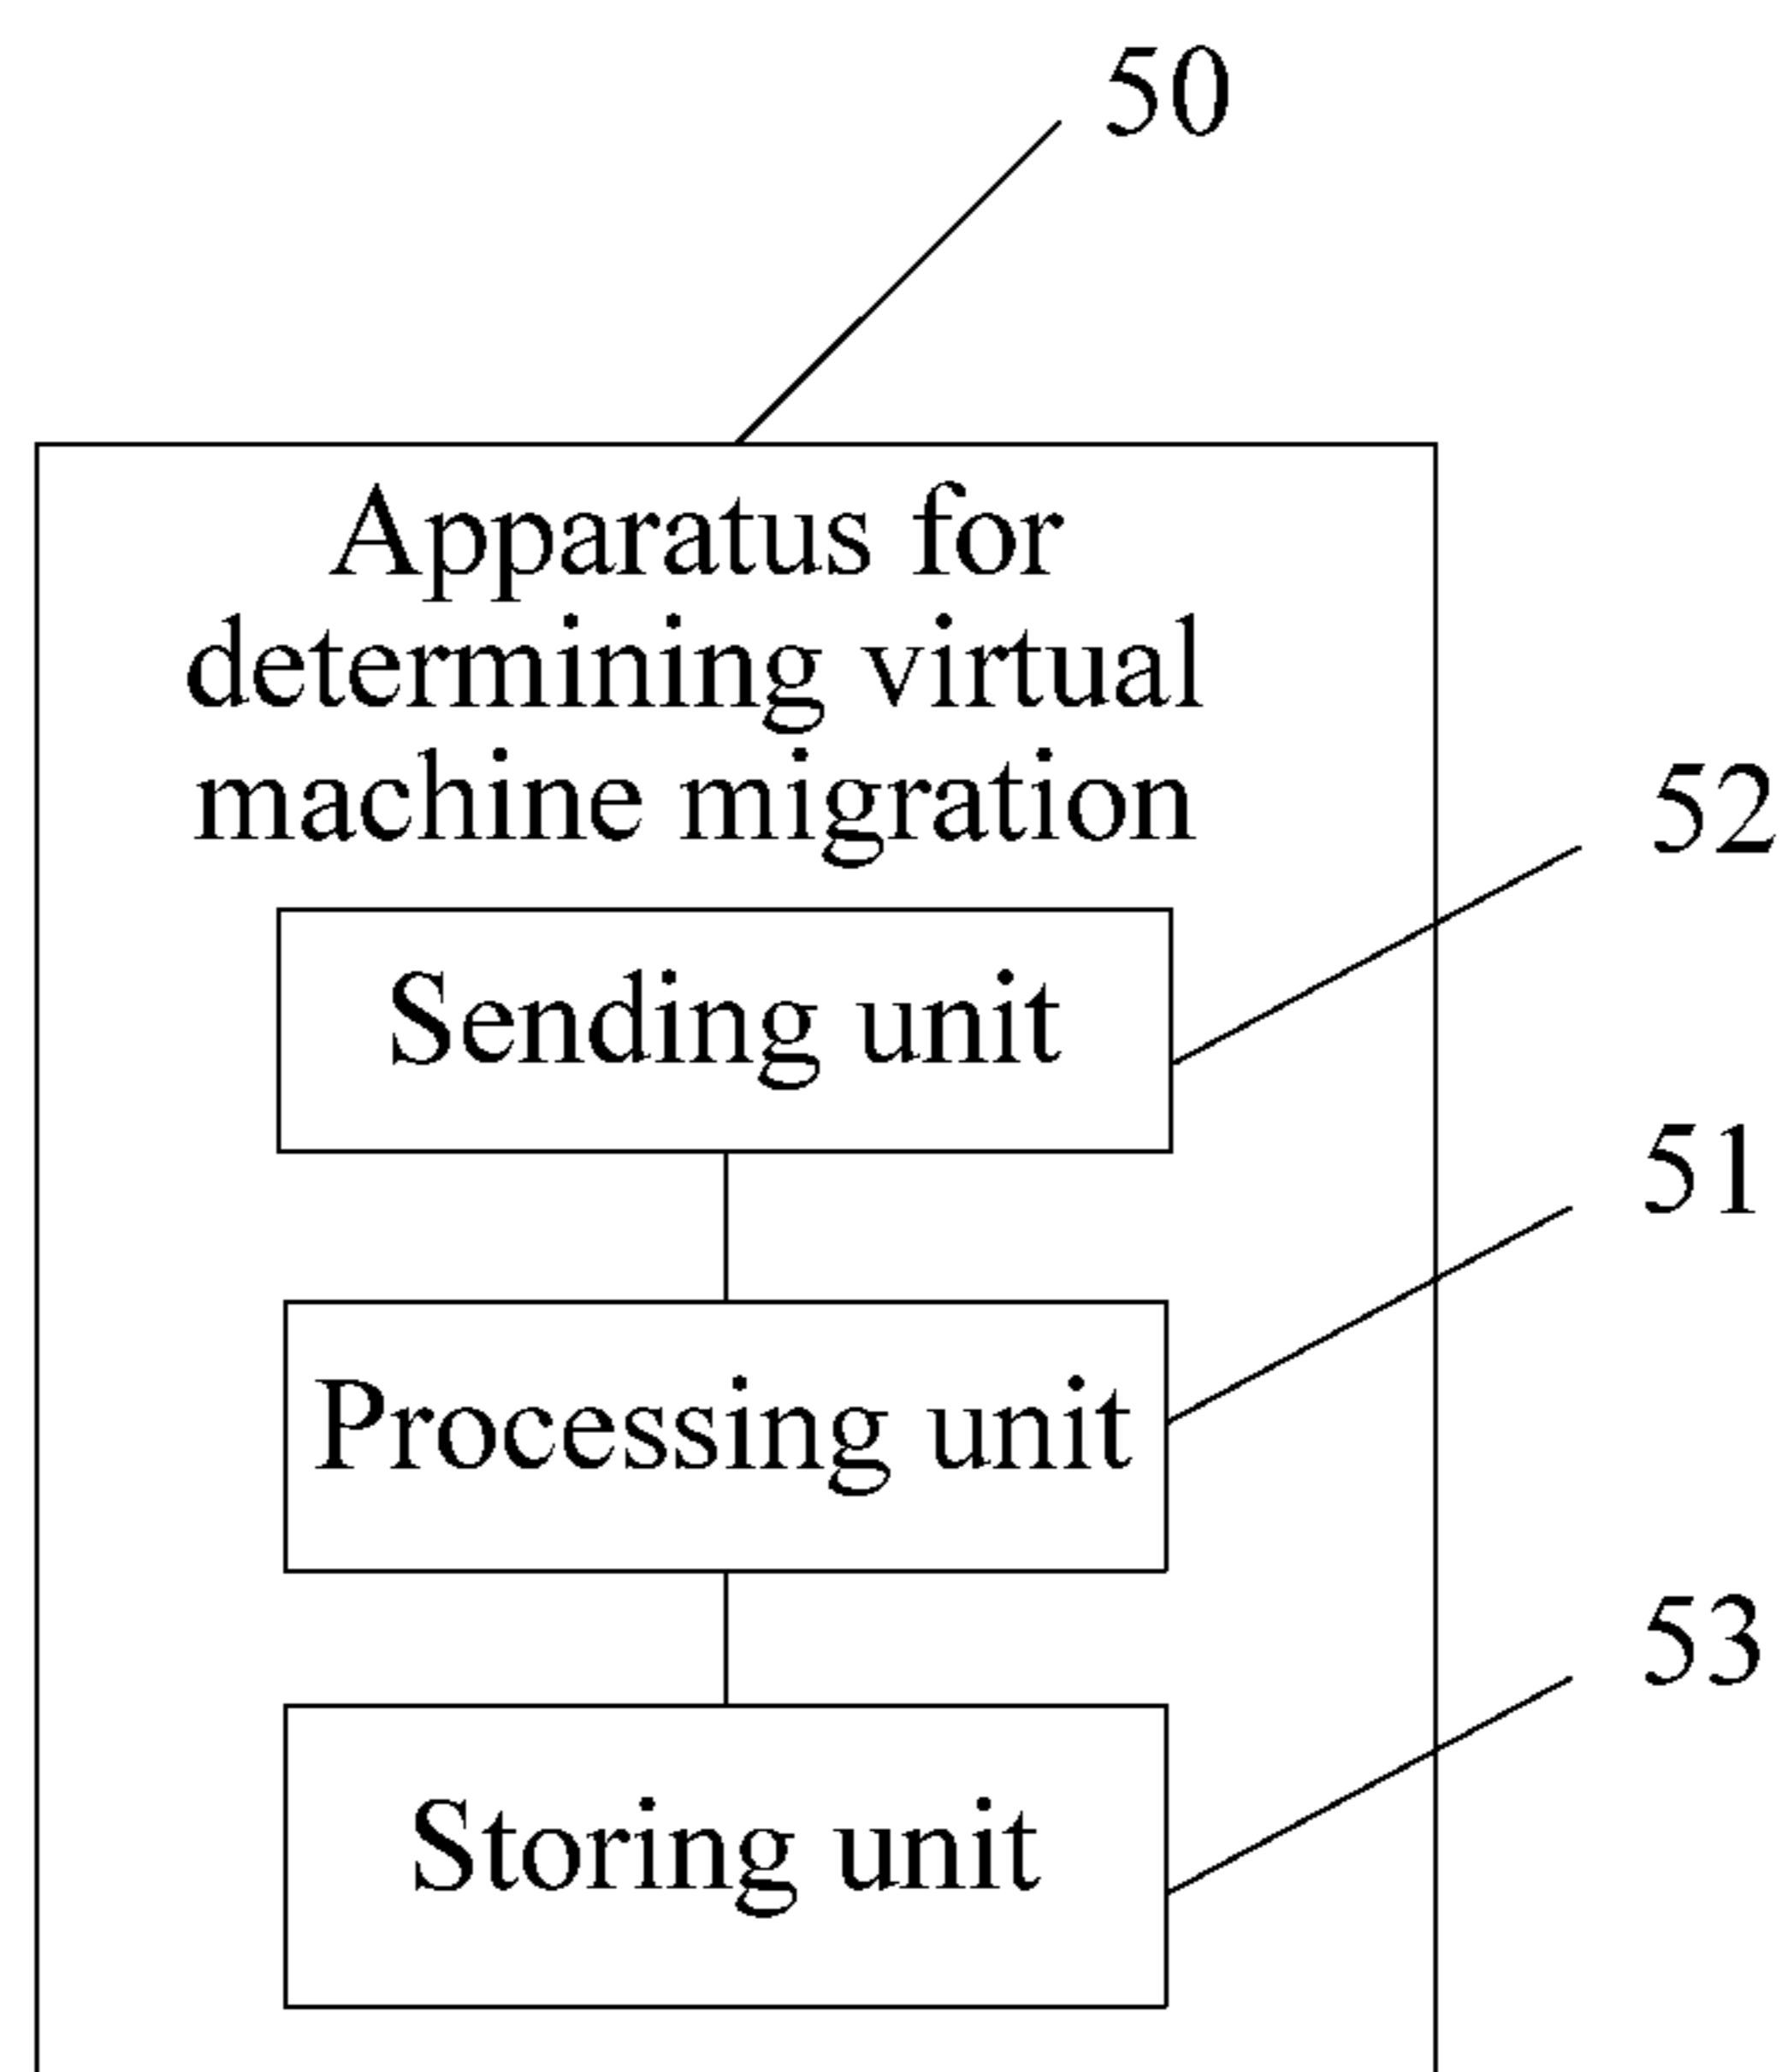 50
Apparatus for
determining virtual
machine migration
52
Sending unit
51
Processing unit
53
Storing unit